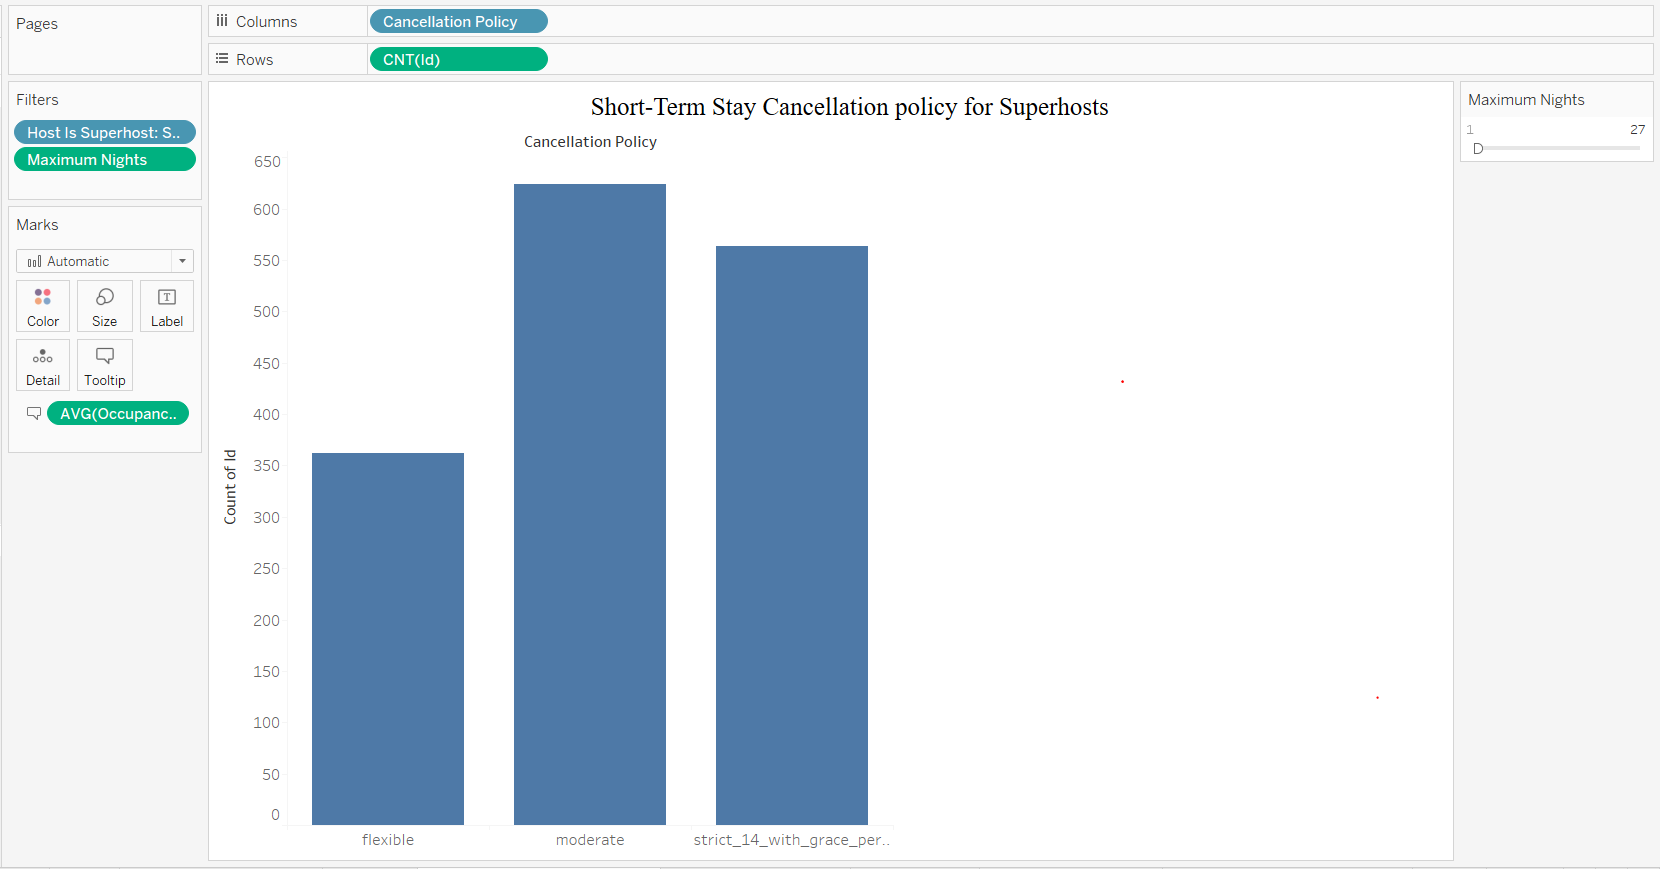 Pages
Columns
Cancellation Policy
Rows
CNT(Id)
Filters
Host Is Superhost: S..
Maximum Nights
Marks
Automatic
Color
Size
Label
Detail
Tooltip
AVG(Occupanc..
Short-Term Stay Cancellation policy for Superhosts
Cancellation Policy
650
600
550
500
450
400
350
300
250
200
150
100
50
0
Count of Id
flexible
moderate
strict_14_with_grace_per..
Maximum Nights
1
27